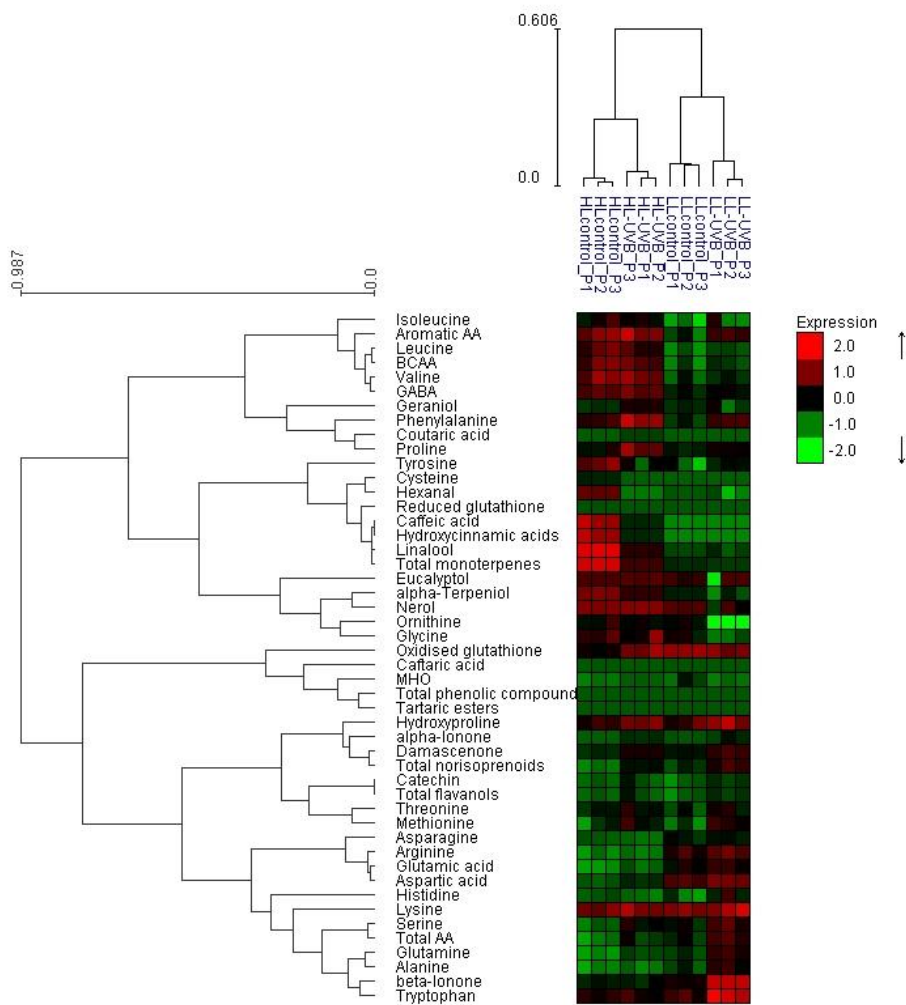 0.606
0.0
HLcontrol_P1
HLcontrol_P2
HLcontrol_P3
HL-UVB_P3
HL-UVB_P1
HL-UVB_P2
LLcontrol_P1
LLcontrol_P2
LLcontrol_P3
LL-UVB_P1
LL-UVB_P2
LL-UVB_P3
-0.987
0.0
Isoleucine
Aromatic AA
Leucine
BCAA
Valine
GABA
Geraniol
Phenylalanine
Coutaric acid
Proline
Tyrosine
Cysteine
Hexanal
Reduced glutathione
Caffeic acid
Hydroxycinnamic acids
Linalool
Total monoterpenes
Eucalyptol
alpha-Terpeniol
Nerol
Ornithine
Glycine
Oxidised glutathione
Caftaric acid
MHO
Total phenolic compound
Tartaric esters
Hydroxyproline
alpha-Ionone
Damascenone
Total norisoprenoids
Catechin
Total flavanols
Threonine
Methionine
Asparagine
Arginine
Glutamic acid
Aspartic acid
Histidine
Lysine
Serine
Total AA
Glutamine
Alanine
beta-Ionone
Tryptophan
Expression
2.0
1.0
0.0
-1.0
-2.0